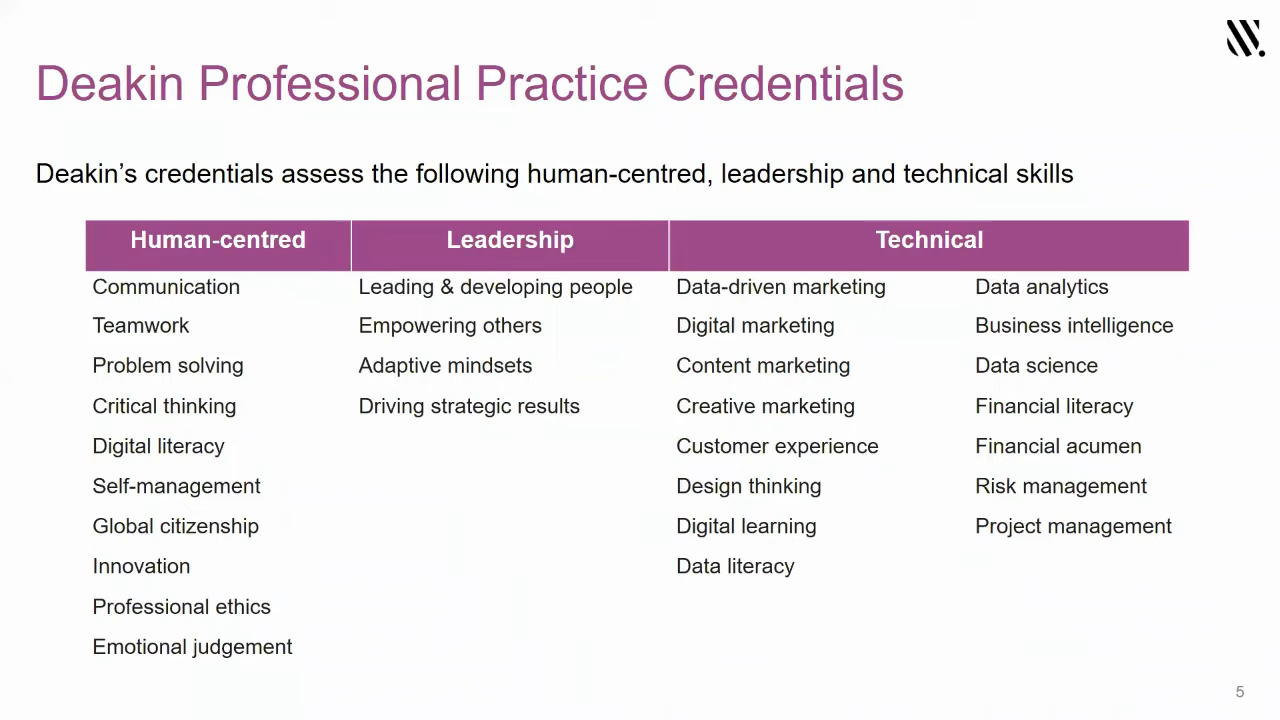 Deakin Professional Practice Credentials
Deakin’s credentials assess the following human-centred, leadership and technical skills
Human-centred Leadership Technical
Communication Leading & developing people Data-driven marketing Data analytics
Teamwork Empowering others Digital marketing Business intelligence
Problem solving Adaptive mindsets Content marketing Data science
Critical thinking Driving strategic results Creative marketing Financial literacy
Digital literacy Customer experience Financial acumen
Self-management Design thinking Risk management
Global citizenship Digital learning Project management
Innovation Data literacy
Professional ethics
Emotional judgement
5